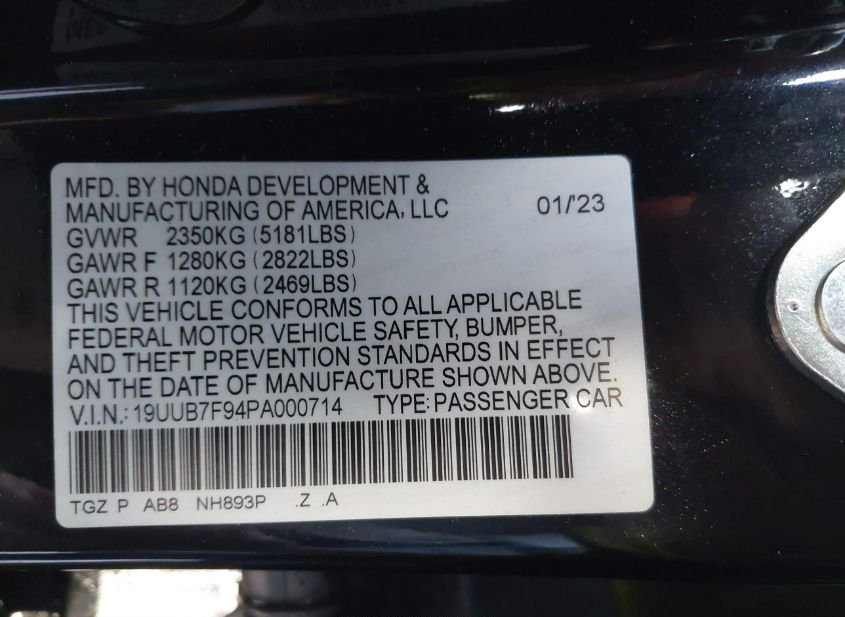 MFD. BY HONDA DEVELOPMENT &
MANUFACTURING OF AMERICA, LLC 01/'23
GVWR 2350KG (5181LBS)
GAWR F 1280KG (2822LBS)
GAWR R 1120KG (2469LBS)
THIS VEHICLE CONFORMS TO ALL APPLICABLE
FEDERAL MOTOR VEHICLE SAFETY, BUMPER,
AND THEFT PREVENTION STANDARDS IN EFFECT
ON THE DATE OF MANUFACTURE SHOWN ABOVE.
V.I.N.: 19UUB7F94PA000714 TYPE: PASSENGER CAR
TGZ P AB8 NH893P .Z .A